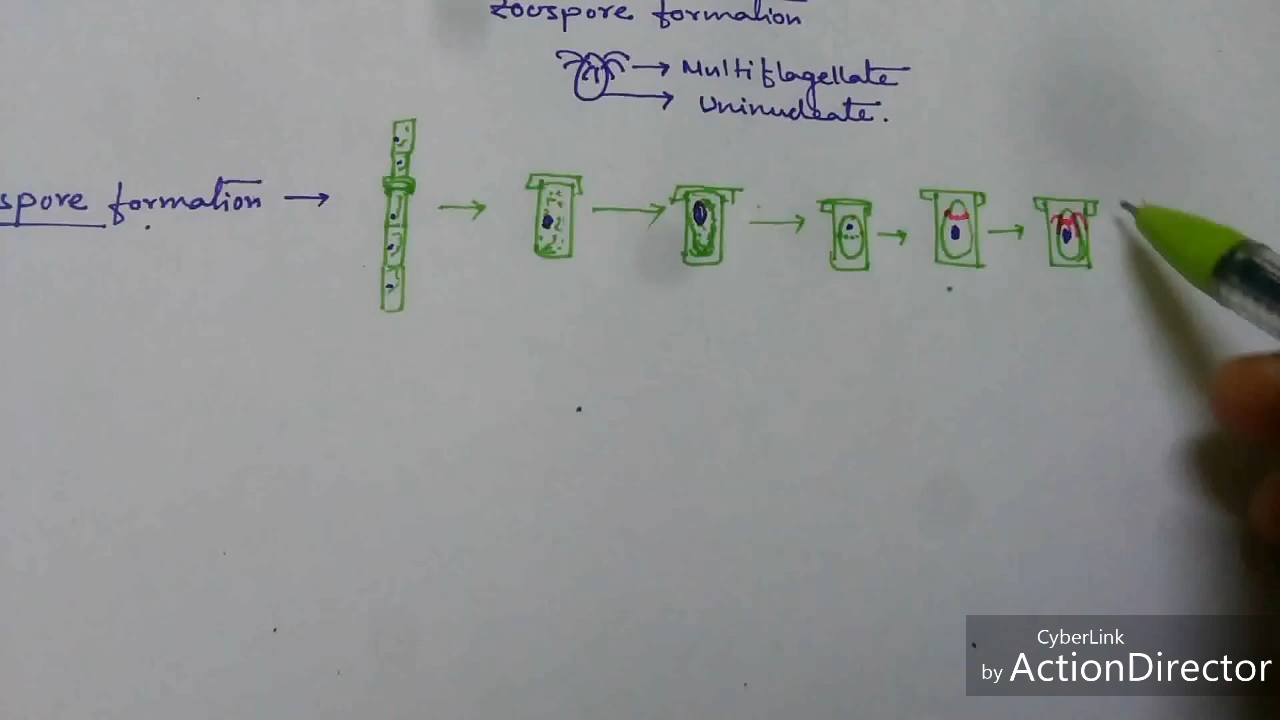 zoospore formation
→ Multiflagellate
→ Uninucleate.
spore formation →
CyberLink
by ActionDirector